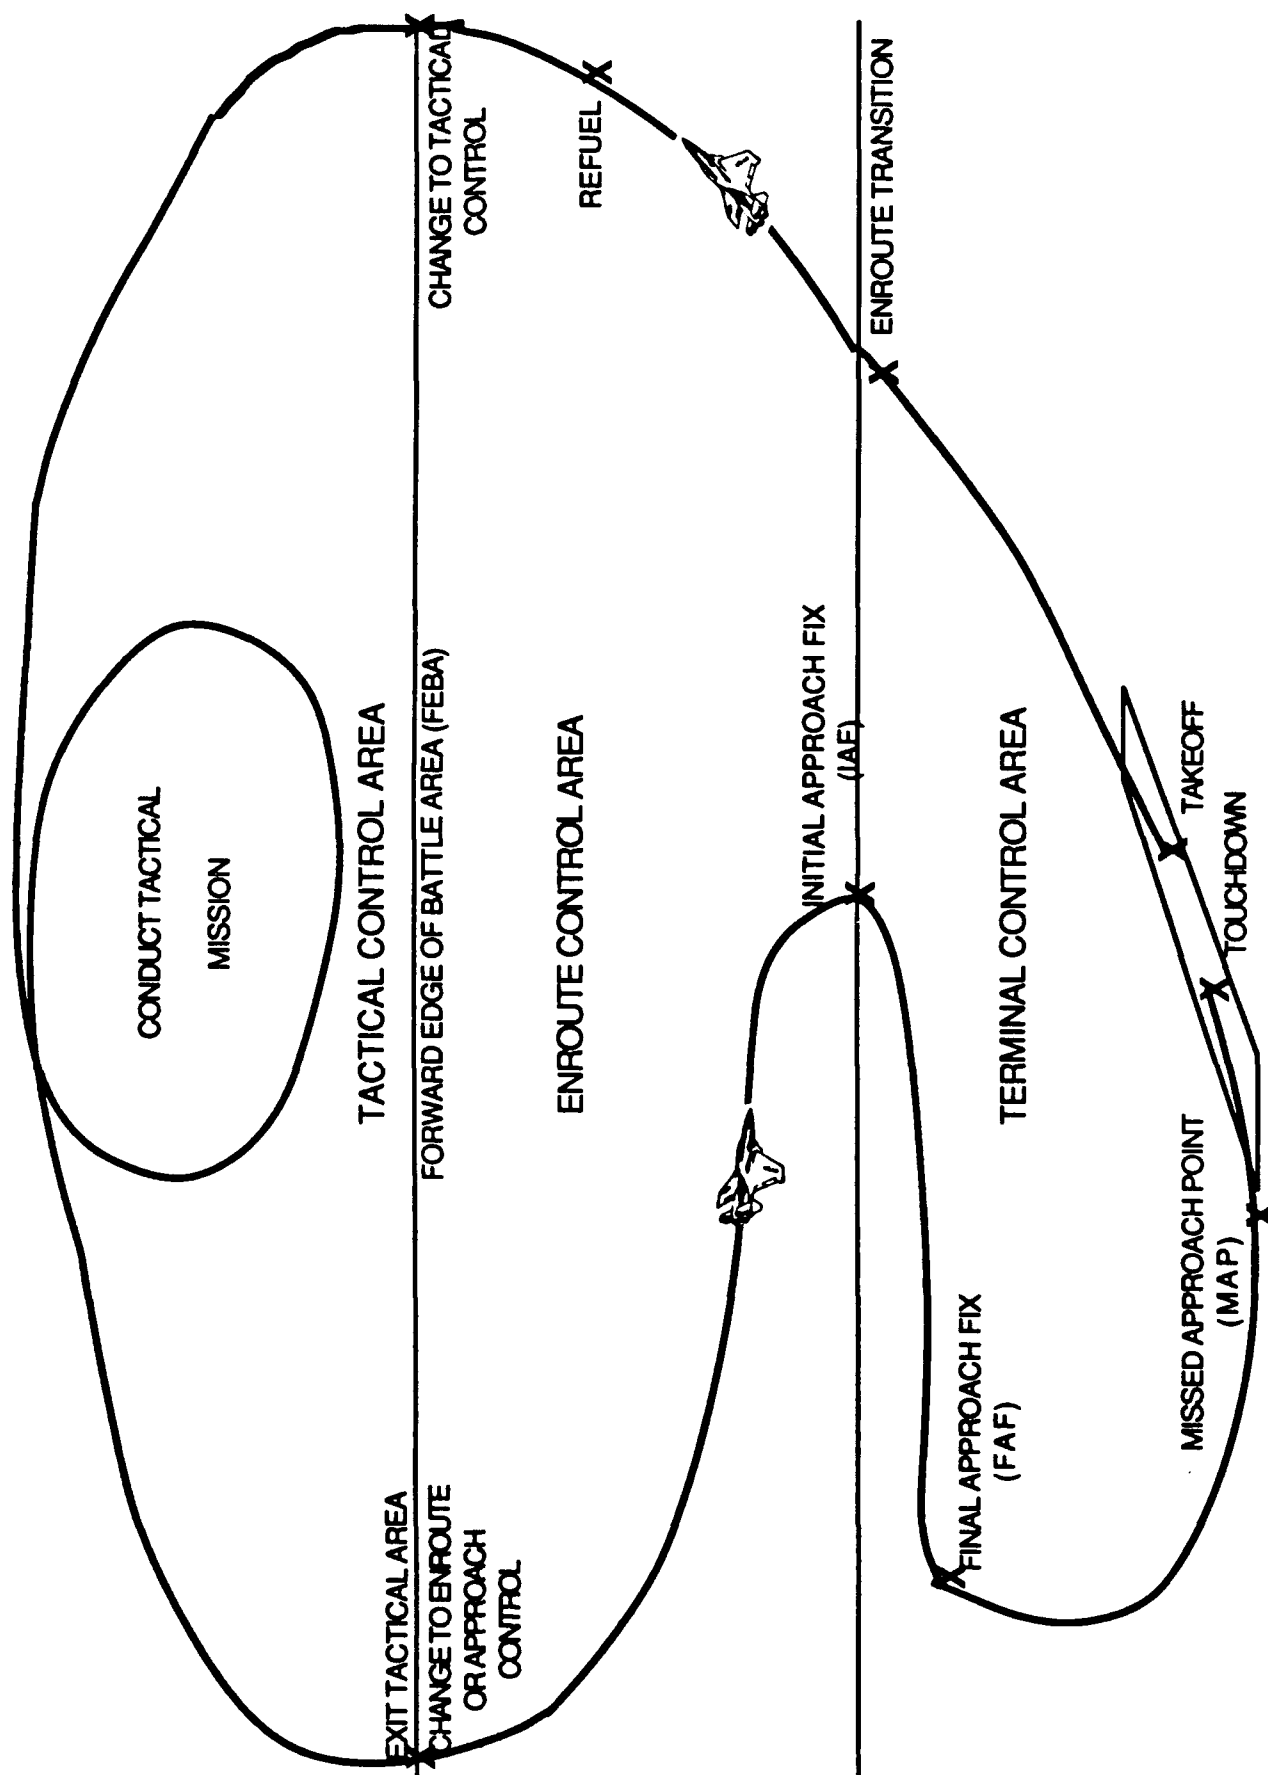 CONDUCT TACTICAL
MISSION
TACTICAL CONTROL AREA
EXIT TACTICAL AREA
CHANGE TO ENROUTE
OR APPROACH
CONTROL
FORWARD EDGE OF BATTLE AREA (FEBA)
CHANGE TO TACTICAL
CONTROL
ENROUTE CONTROL AREA
REFUEL
INITIAL APPROACH FIX
(IAF)
ENROUTE TRANSITION
FINAL APPROACH FIX
(FAF)
TERMINAL CONTROL AREA
MISSED APPROACH POINT
(MAP)
TAKEOFF
TOUCHDOWN